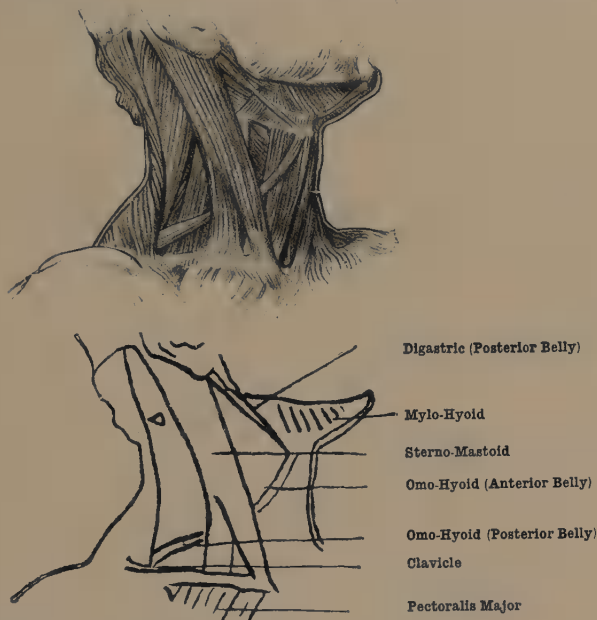 Digastric (Posterior Belly)
Mylo-Hyoid
Sterno-Mastoid
Omo-Hyoid (Anterior Belly)
Omo-Hyoid (Posterior Belly)
Clavicle
Pectoralis Major